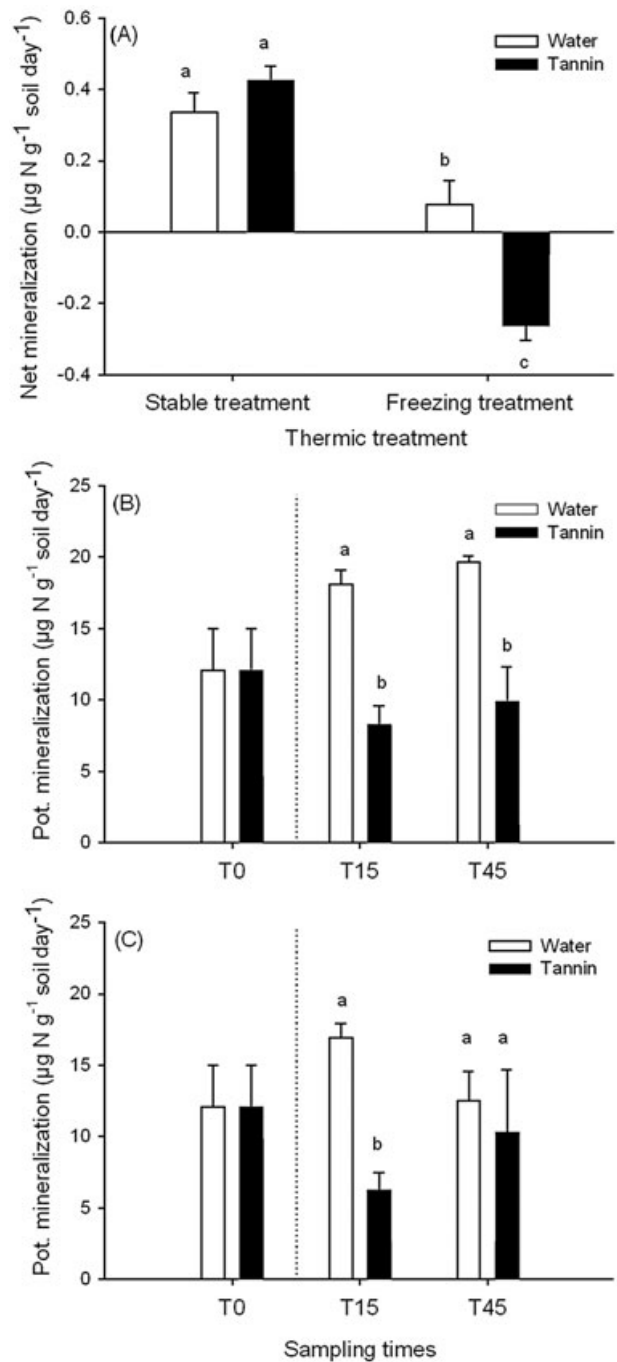 (A)
Water
Tannin
Net mineralization (µg N g⁻¹ soil day⁻¹)
0.6
0.4
0.2
0.0
-0.2
-0.4
a
a
b
c
Stable treatment Freezing treatment
Thermic treatment
(B)
Water
Tannin
Pot. mineralization (µg N g⁻¹ soil day⁻¹)
25
20
15
10
5
0
a
b
a
b
T0 T15 T45
(C)
Water
Tannin
Pot. mineralization (µg N g⁻¹ soil day⁻¹)
25
20
15
10
5
0
a
b
a
a
T0 T15 T45
Sampling times